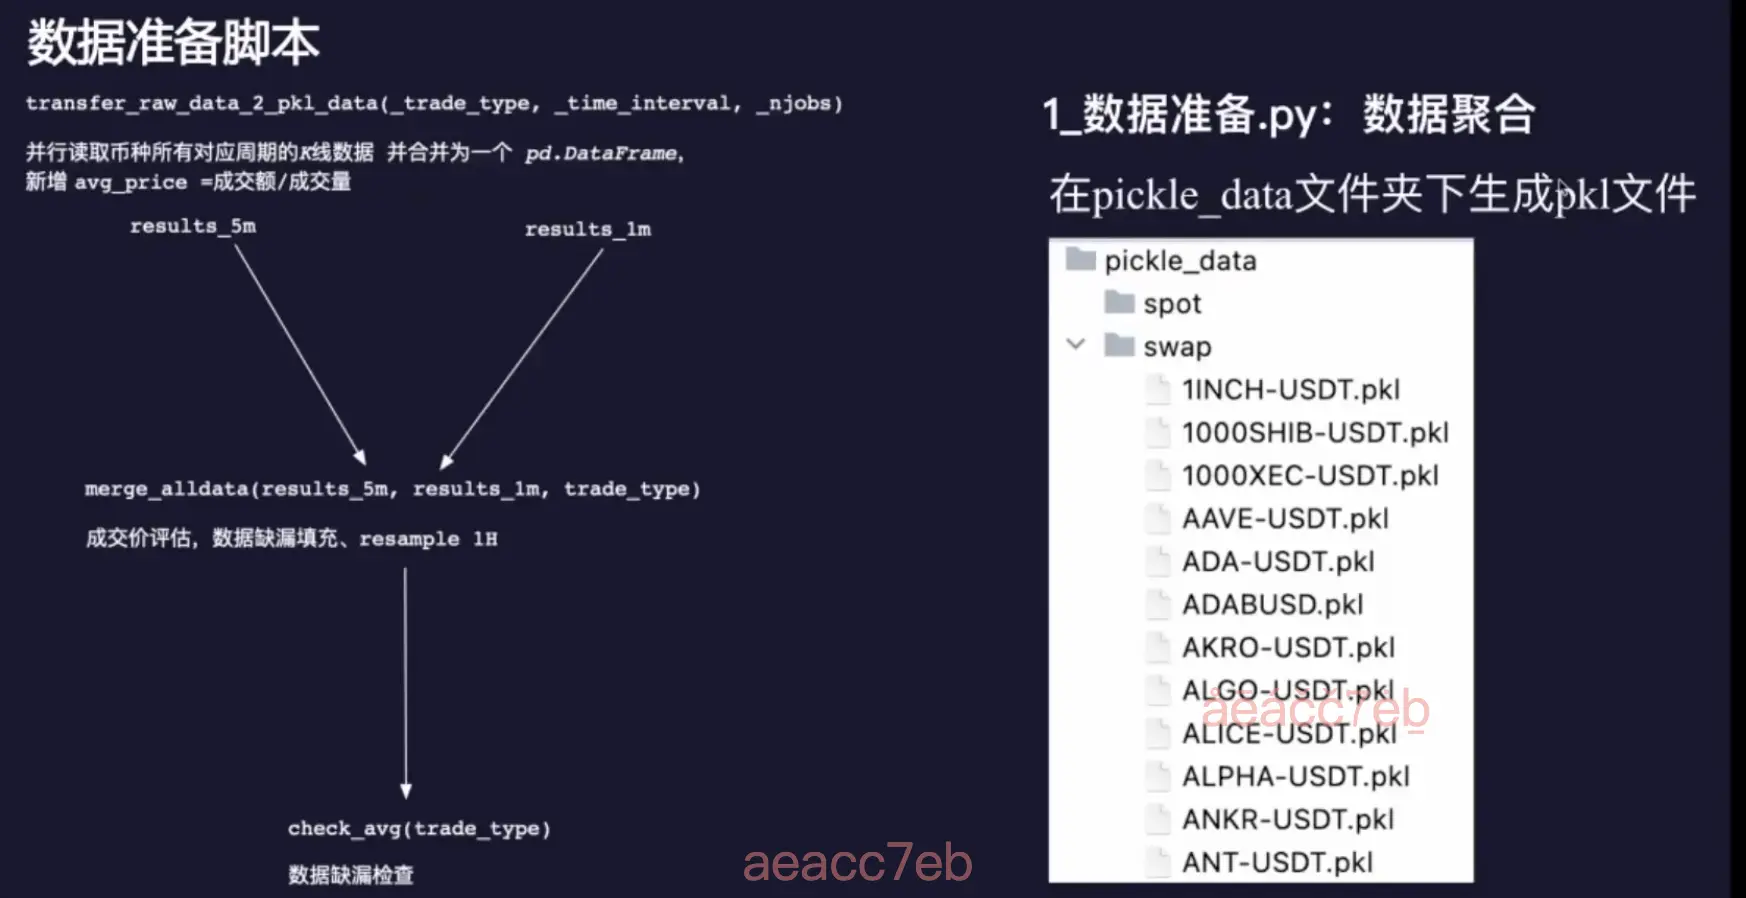 数据准备脚本
transfer_raw_data_2_pkl_data(_trade_type, _time_interval, _njobs)
并行读取币种所有对应周期的K线数据 并合并为一个 pd.DataFrame,
新增 avg_price =成交额/成交量
results_5m
results_1m
merge_alldata(results_5m, results_1m, trade_type)
成交价评估，数据缺漏填充、resample 1H
check_avg(trade_type)
数据缺漏检查
1_数据准备.py：数据聚合
在pickle_data文件夹下生成pkl文件
pickle_data
spot
swap
1INCH-USDT.pkl
1000SHIB-USDT.pkl
1000XEC-USDT.pkl
AAVE-USDT.pkl
ADA-USDT.pkl
ADABUSD.pkl
AKRO-USDT.pkl
ALGO-USDT.pkl
ALICE-USDT.pkl
ALPHA-USDT.pkl
ANKR-USDT.pkl
ANT-USDT.pkl
aeacc7eb